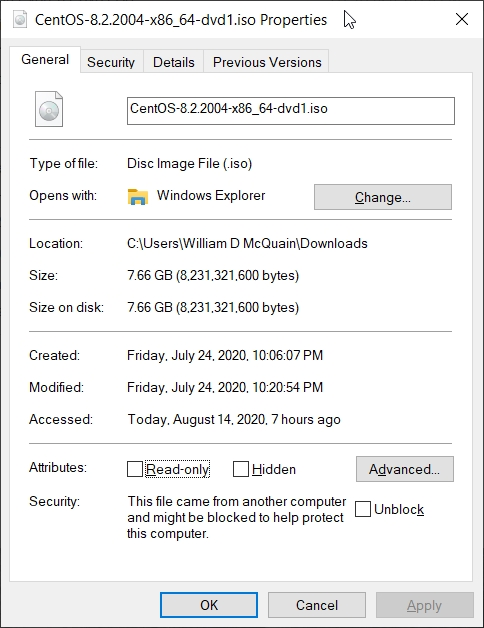 CentOS-8.2.2004-x86_64-dvd1.iso Properties
General Security Details Previous Versions
CentOS-8.2.2004-x86_64-dvd1.iso
Type of file: Disc Image File (.iso)
Opens with: Windows Explorer Change...
Location: C:\Users\William D McQuain\Downloads
Size: 7.66 GB (8,231,321,600 bytes)
Size on disk: 7.66 GB (8,231,321,600 bytes)
Created: Friday, July 24, 2020, 10:06:07 PM
Modified: Friday, July 24, 2020, 10:20:54 PM
Accessed: Today, August 14, 2020, 7 hours ago
Attributes: Read-only Hidden Advanced...
Security: This file came from another computer
and might be blocked to help protect
this computer.
Unblock
OK Cancel Apply